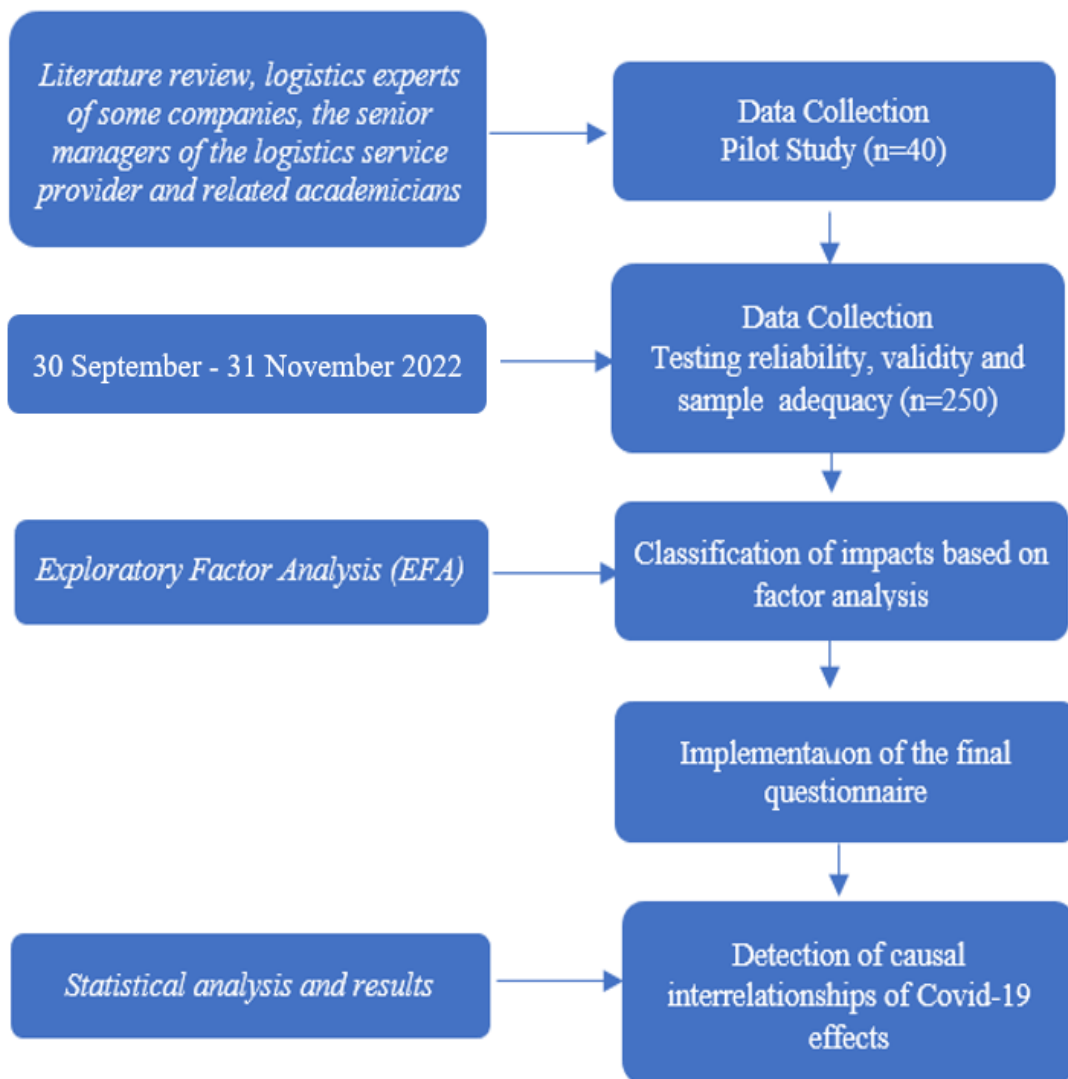 Literature review, logistics experts
of some companies, the senior
managers of the logistics service
provider and related academicians
Data Collection
Pilot Study (n=40)
30 September - 31 November 2022
Data Collection
Testing reliability, validity and
sample adequacy (n=250)
Exploratory Factor Analysis (EFA)
Classification of impacts based on
factor analysis
Implementation of the final
questionnaire
Statistical analysis and results
Detection of causal
interrelationships of Covid-19
effects